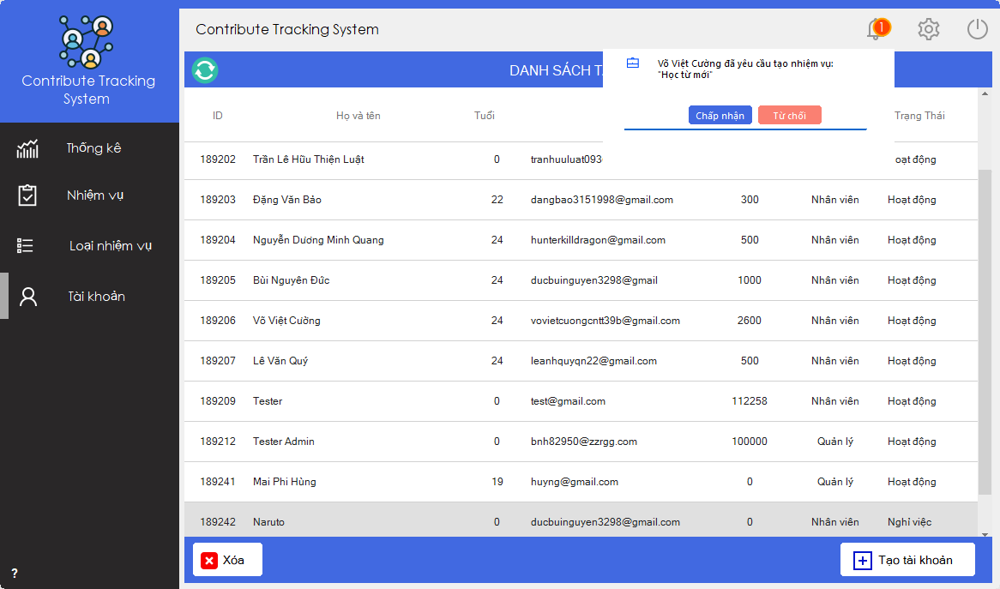 Contribute Tracking System
1
Contribute Tracking
System
DANH SÁCH T
Võ Việt Cường đã yêu cầu tạo nhiệm vụ:
"Học từ mới"
Chấp nhận Từ chối
ID Họ và tên Tuổi Trạng Thái
Thống kê
Nhiệm vụ
Loại nhiệm vụ
Tài khoản
189202 Trần Lê Hữu Thiện Luật 0 tranhuuluat093 oạt động
189203 Đặng Văn Bảo 22 dangbao3151998@gmail.com 300 Nhân viên Hoạt động
189204 Nguyễn Dương Minh Quang 24 hunterkilldragon@gmail.com 500 Nhân viên Hoạt động
189205 Bùi Nguyên Đức 24 ducbuinguyen3298@gmail 1000 Nhân viên Hoạt động
189206 Võ Việt Cường 24 vovietcuongcntt39b@gmail.com 2600 Nhân viên Hoạt động
189207 Lê Văn Quý 24 leanhquyqn22@gmail.com 500 Nhân viên Hoạt động
189209 Tester 0 test@gmail.com 112258 Nhân viên Hoạt động
189212 Tester Admin 0 bnh82950@zzrgg.com 100000 Quản lý Hoạt động
189241 Mai Phi Hùng 19 huyng@gmail.com 0 Quản lý Hoạt động
189242 Naruto 0 ducbuinguyen3298@gmail.com 0 Nhân viên Nghỉ việc
Xóa Tạo tài khoản
?